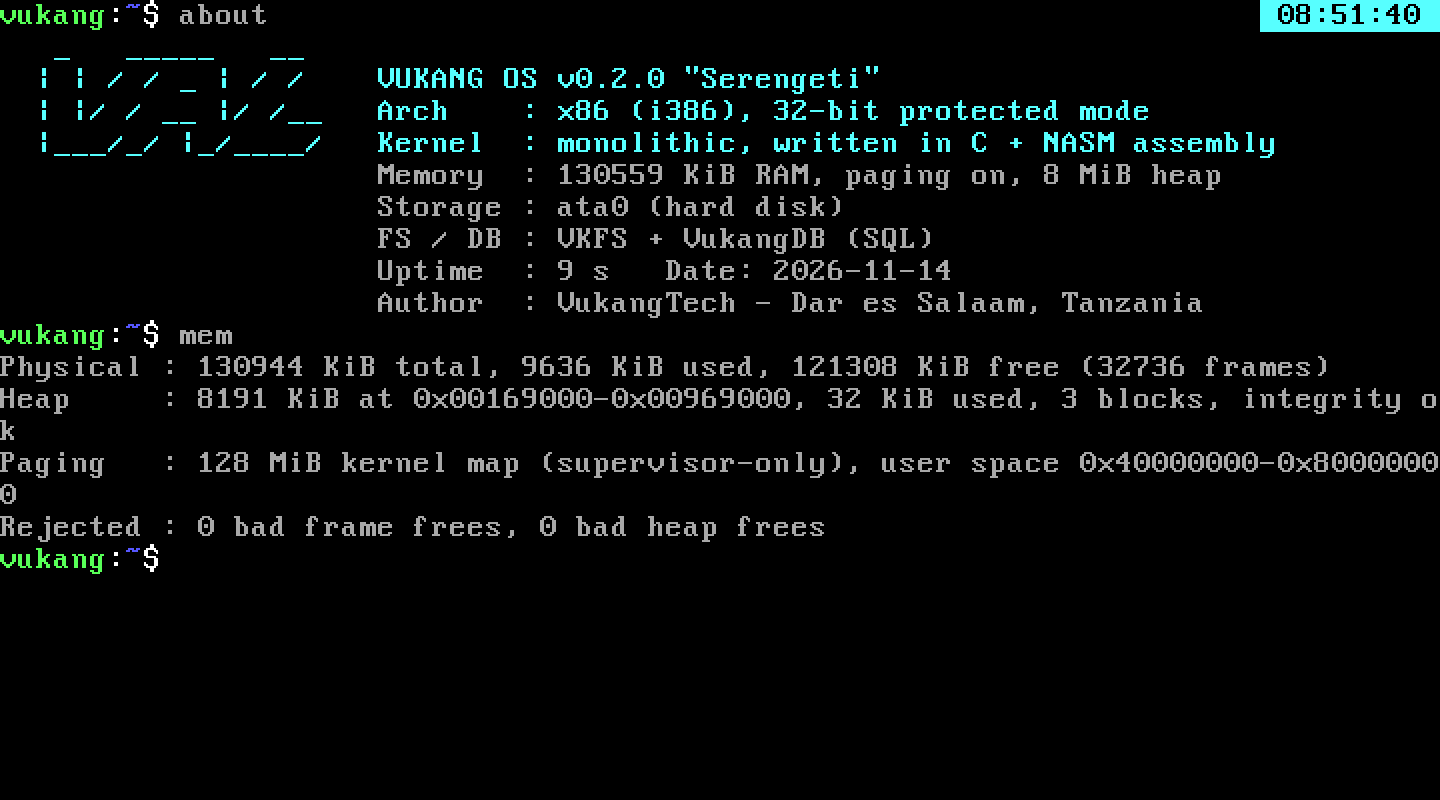 vukang:~$ about
08:51:40
VUKANG OS v0.2.0 "Serengeti"
Arch    : x86 (i386), 32-bit protected mode
Kernel  : monolithic, written in C + NASM assembly
Memory  : 130559 KiB RAM, paging on, 8 MiB heap
Storage : ata0 (hard disk)
FS / DB : VKFS + VukangDB (SQL)
Uptime  : 9 s   Date: 2026-11-14
Author  : VukangTech - Dar es Salaam, Tanzania
vukang:~$ mem
Physical : 130944 KiB total, 9636 KiB used, 121308 KiB free (32736 frames)
Heap     : 8191 KiB at 0x00169000-0x00969000, 32 KiB used, 3 blocks, integrity o
k
Paging   : 128 MiB kernel map (supervisor-only), user space 0x40000000-0x8000000
0
Rejected : 0 bad frame frees, 0 bad heap frees
vukang:~$